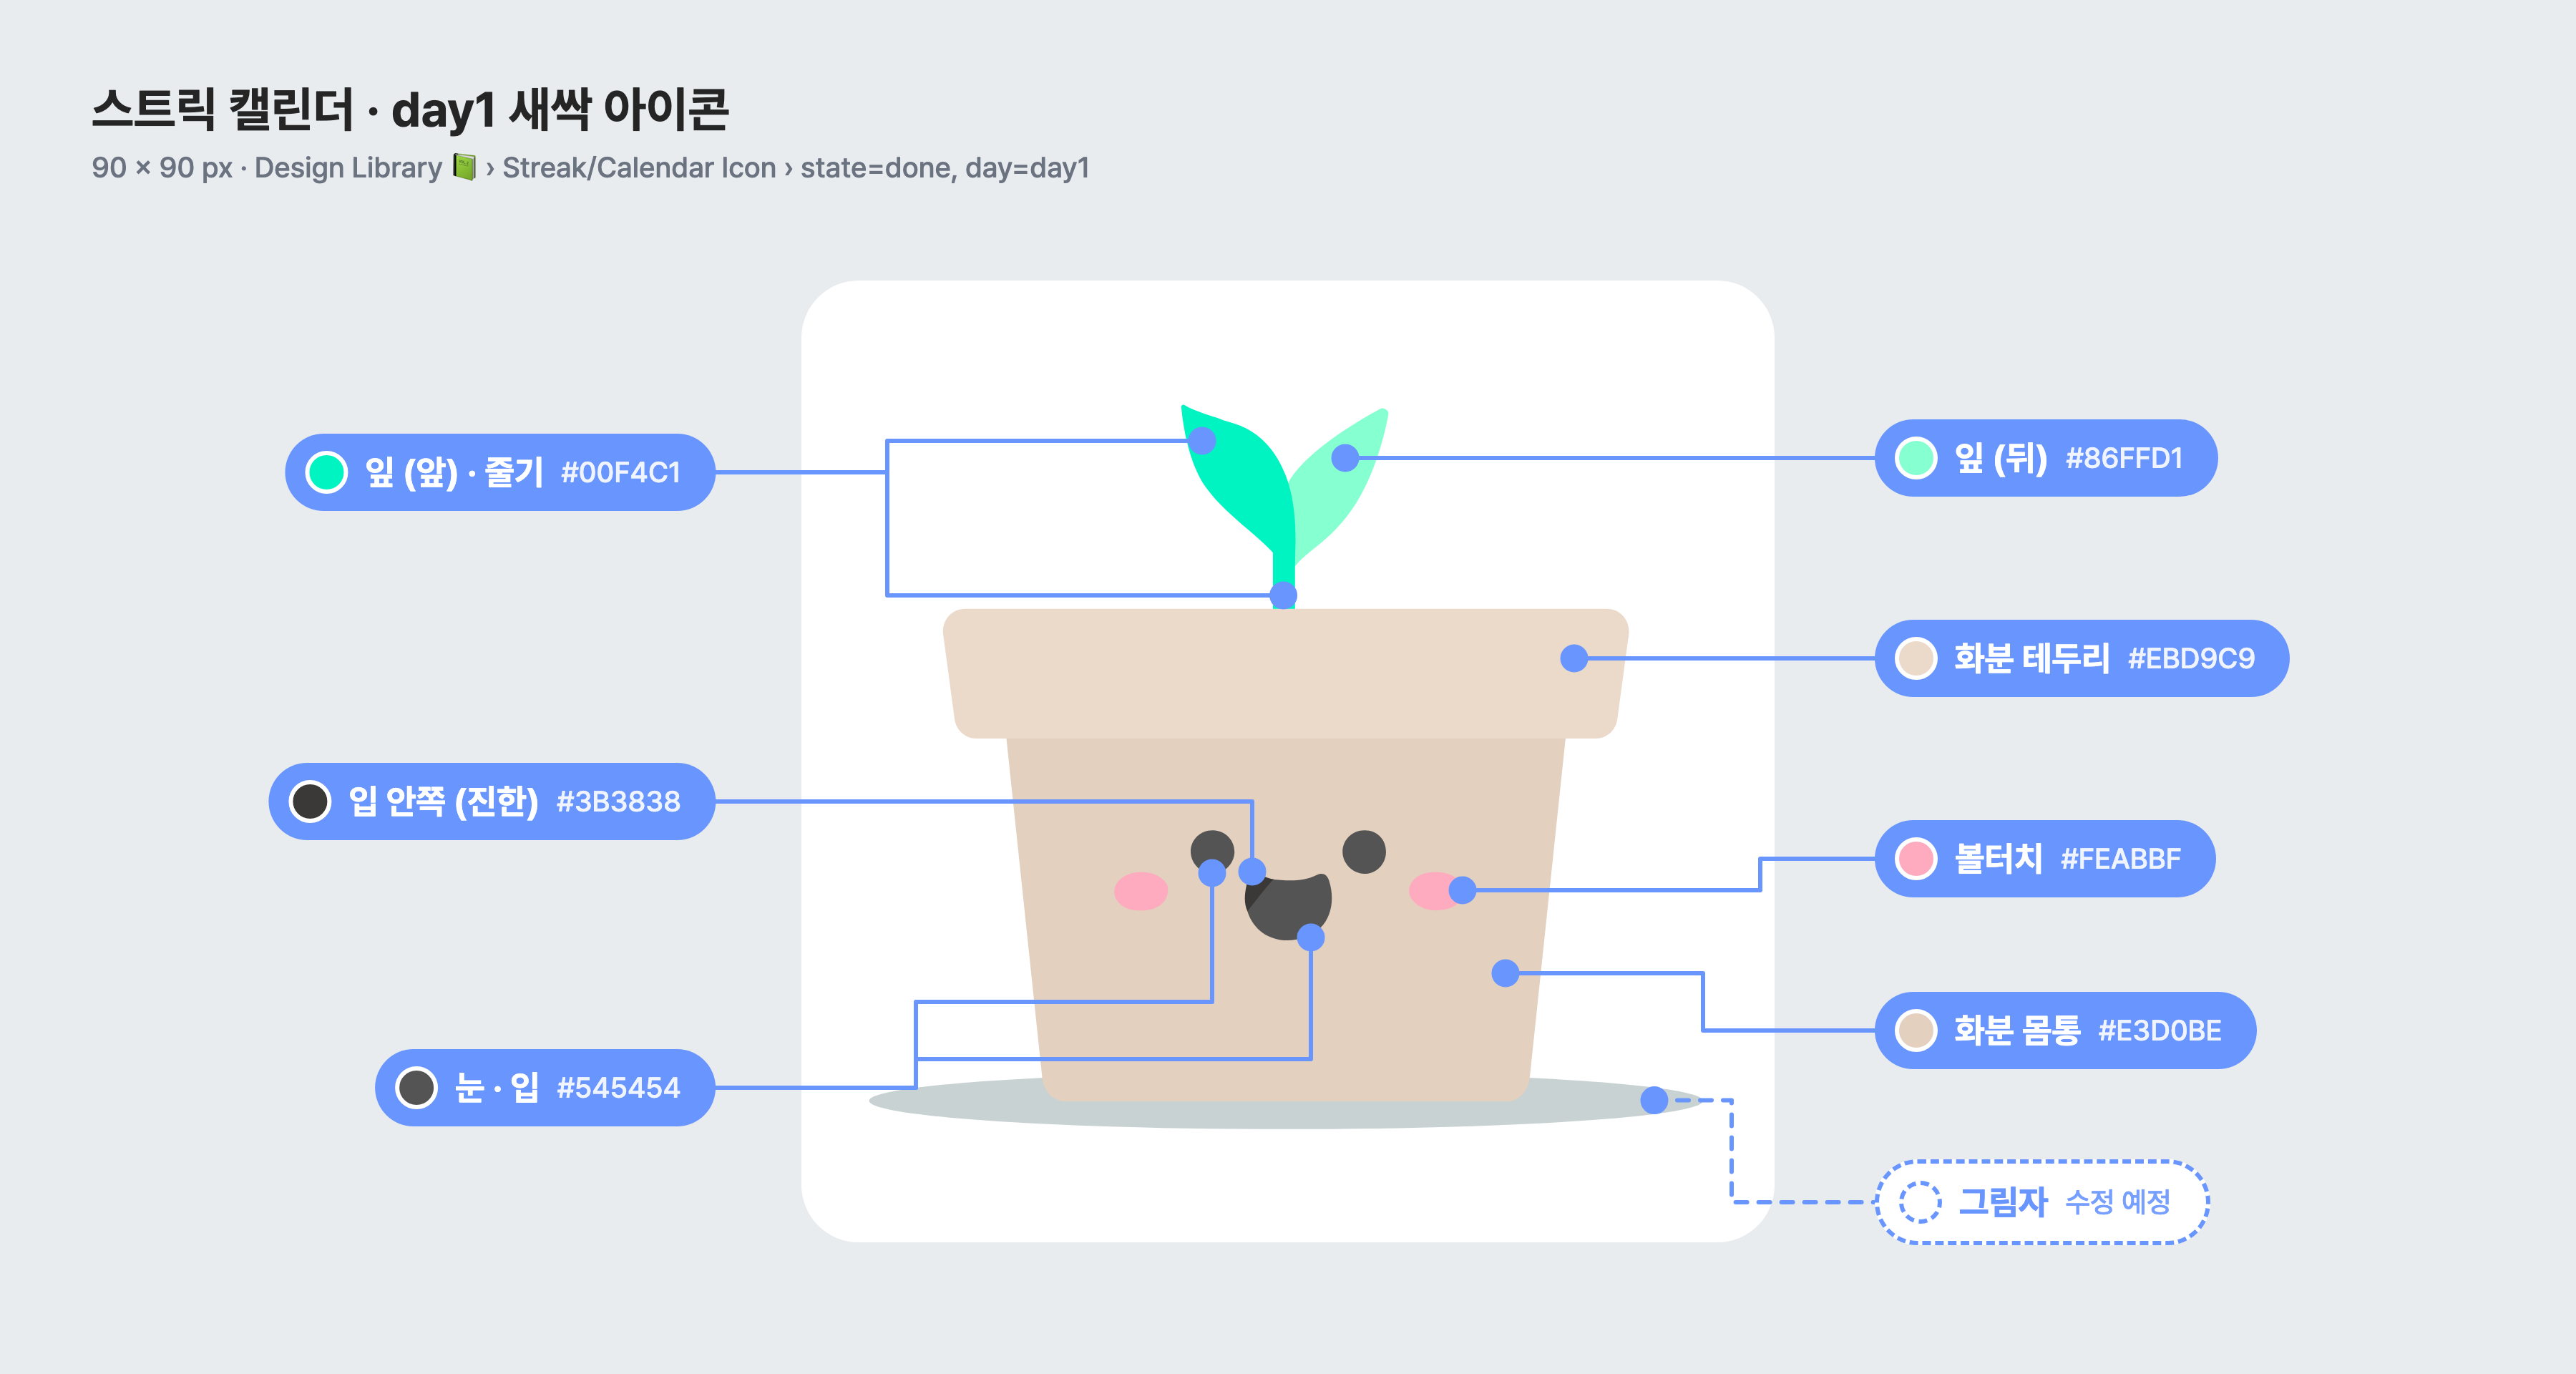 스트릭 캘린더 · day1 새싹 아이콘
90 × 90 px · Design Library 📗 › Streak/Calendar Icon › state=done, day=day1
잎 (앞) · 줄기 #00F4C1
잎 (뒤) #86FFD1
화분 테두리 #EBD9C9
입 안쪽 (진한) #3B3838
볼터치 #FEABBF
화분 몸통 #E3D0BE
눈 · 입 #545454
그림자 수정 예정